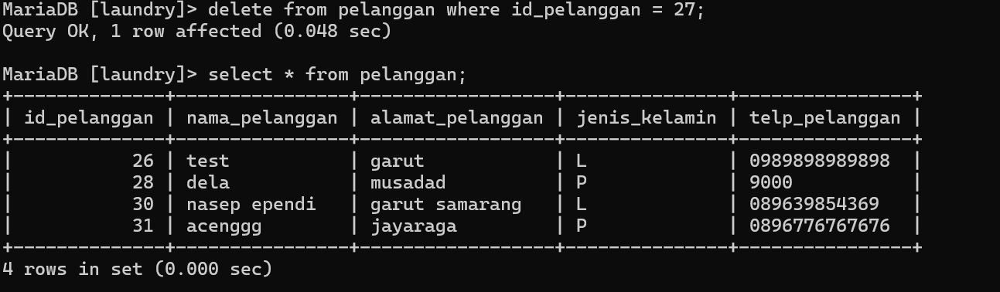 MariaDB [laundry]> delete from pelanggan where id_pelanggan = 27;
Query OK, 1 row affected (0.048 sec)
MariaDB [laundry]> select * from pelanggan;
+--------------+----------------+------------------+---------------+----------------+
| id_pelanggan | nama_pelanggan | alamat_pelanggan | jenis_kelamin | telp_pelanggan |
+--------------+----------------+------------------+---------------+----------------+
|           26 | test           | garut            | L             | 0989898989898  |
|           28 | dela           | musadad          | P             | 9000           |
|           30 | nasep ependi   | garut samarang   | L             | 089639854369   |
|           31 | acenggg        | jayaraga         | P             | 0896776767676  |
+--------------+----------------+------------------+---------------+----------------+
4 rows in set (0.000 sec)